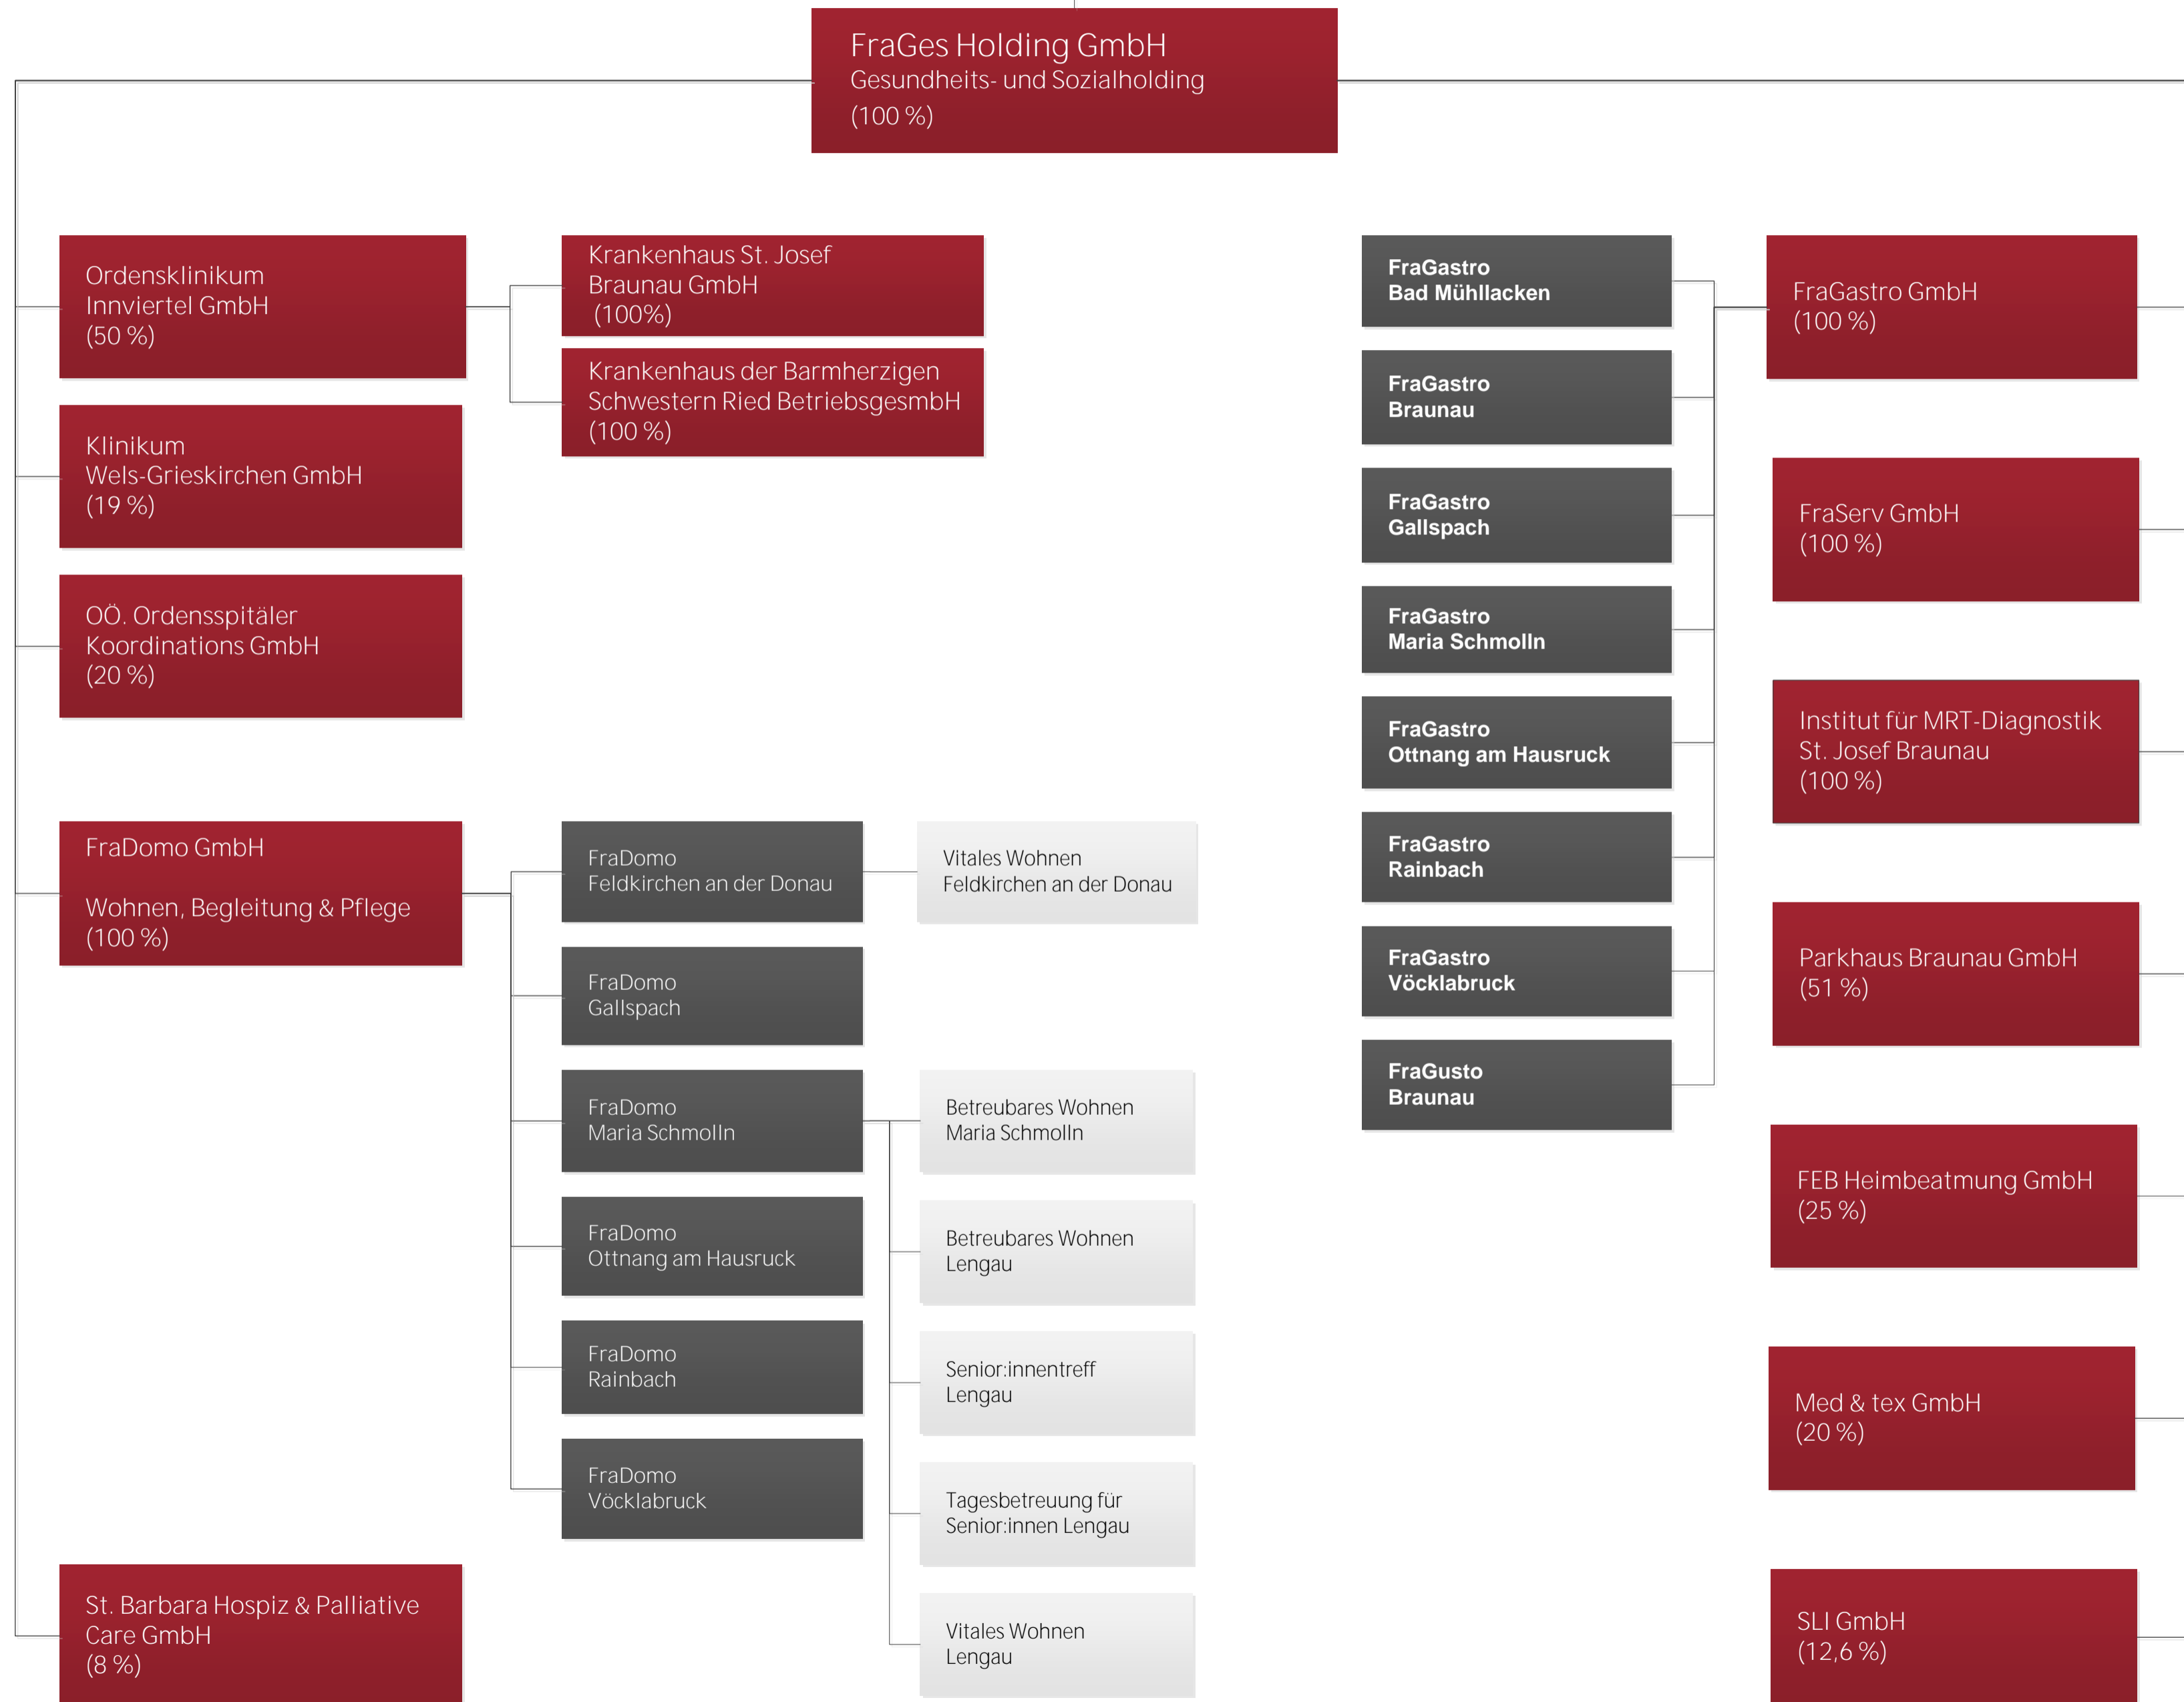 FraGes Holding GmbH
Gesundheits- und Sozialholding
(100 %)
Ordensklinikum
Innviertel GmbH
(50 %)
Krankenhaus St. Josef
Braunau GmbH
(100%)
Krankenhaus der Barmherzigen
Schwestern Ried BetriebsgesmbH
(100 %)
Klinikum
Wels-Grieskirchen GmbH
(19 %)
OÖ. Ordensspitäler
Koordinations GmbH
(20 %)
FraDomo GmbH
Wohnen, Begleitung & Pflege
(100 %)
FraDomo
Feldkirchen an der Donau
Vitales Wohnen
Feldkirchen an der Donau
FraDomo
Gallspach
FraDomo
Maria Schmolln
Betreubares Wohnen
Maria Schmolln
Betreubares Wohnen
Lengau
Senior:innentreff
Lengau
Tagesbetreuung für
Senior:innen Lengau
Vitales Wohnen
Lengau
FraDomo
Ottnang am Hausruck
FraDomo
Rainbach
FraDomo
Vöcklabruck
St. Barbara Hospiz & Palliative
Care GmbH
(8 %)
FraGastro
Bad Mühllacken
FraGastro
Braunau
FraGastro
Gallspach
FraGastro
Maria Schmolln
FraGastro
Ottnang am Hausruck
FraGastro
Rainbach
FraGastro
Vöcklabruck
FraGusto
Braunau
FraGastro GmbH
(100 %)
FraServ GmbH
(100 %)
Institut für MRT-Diagnostik
St. Josef Braunau
(100 %)
Parkhaus Braunau GmbH
(51 %)
FEB Heimbeatmung GmbH
(25 %)
Med & tex GmbH
(20 %)
SLI GmbH
(12,6 %)